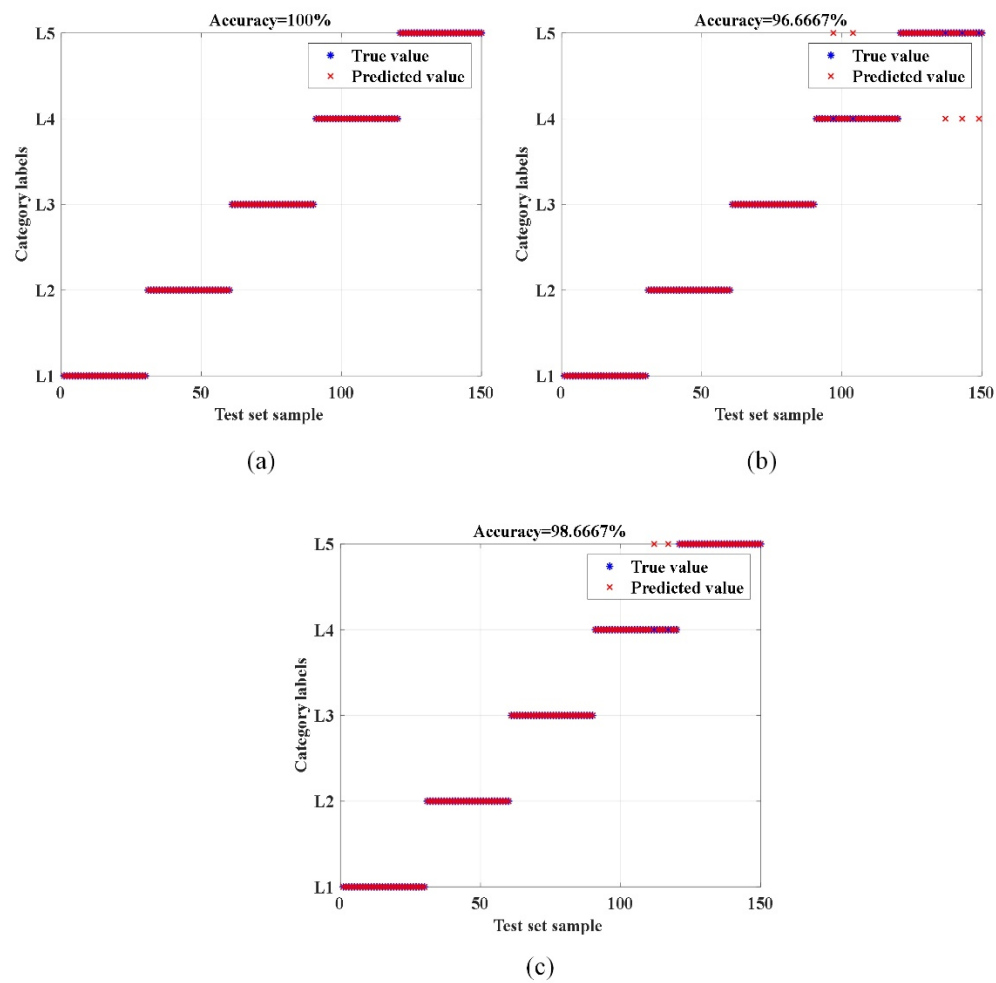 Accuracy=100%
L5
True value
Predicted value
L4
Category labels
L3
L2
L1
0
50
100
150
Test set sample
(a)
Accuracy=96.6667%
L5
True value
Predicted value
L4
Category labels
L3
L2
L1
0
50
100
150
Test set sample
(b)
Accuracy=98.6667%
L5
True value
Predicted value
L4
Category labels
L3
L2
L1
0
50
100
150
Test set sample
(c)